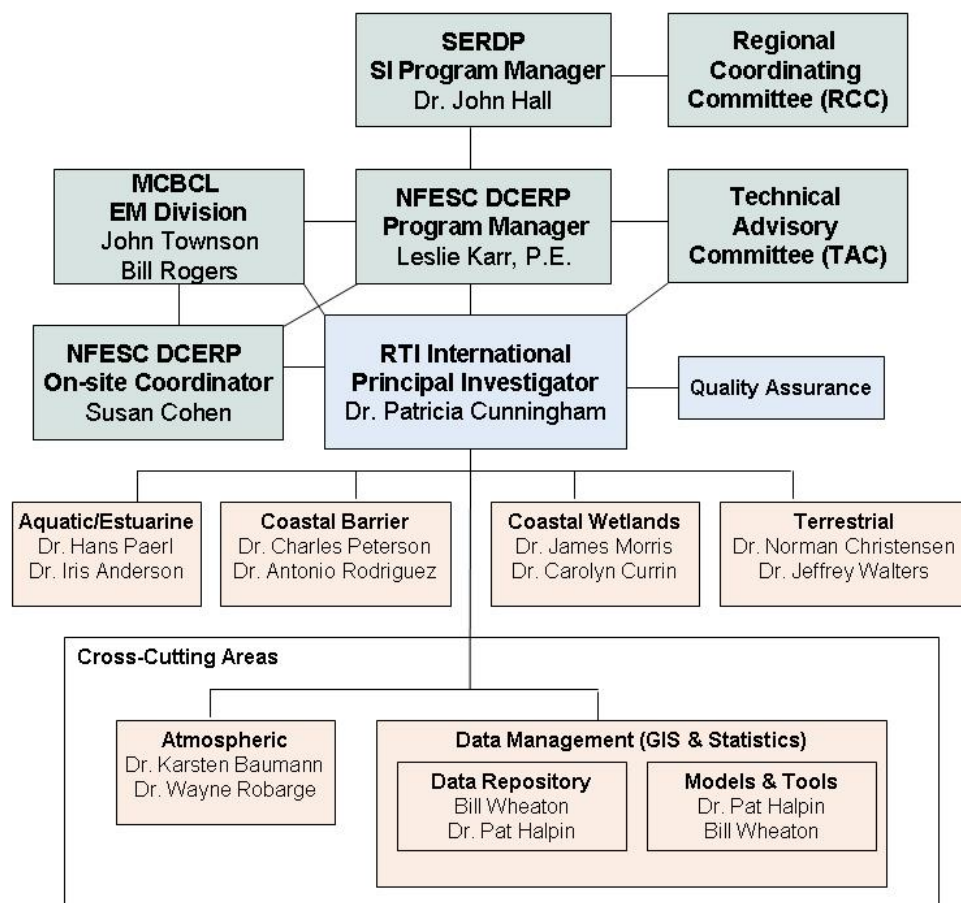 SERDP
SI Program Manager
Dr. John Hall
Regional
Coordinating
Committee (RCC)
MCBCL
EM Division
John Townson
Bill Rogers
NFESC DCERP
Program Manager
Leslie Karr, P.E.
Technical
Advisory
Committee (TAC)
NFESC DCERP
On-site Coordinator
Susan Cohen
RTI International
Principal Investigator
Dr. Patricia Cunningham
Quality Assurance
Aquatic/Estuarine
Dr. Hans Paerl
Dr. Iris Anderson
Coastal Barrier
Dr. Charles Peterson
Dr. Antonio Rodriguez
Coastal Wetlands
Dr. James Morris
Dr. Carolyn Currin
Terrestrial
Dr. Norman Christensen
Dr. Jeffrey Walters
Cross-Cutting Areas
Atmospheric
Dr. Karsten Baumann
Dr. Wayne Robarge
Data Management (GIS & Statistics)
Data Repository
Bill Wheaton
Dr. Pat Halpin
Models & Tools
Dr. Pat Halpin
Bill Wheaton